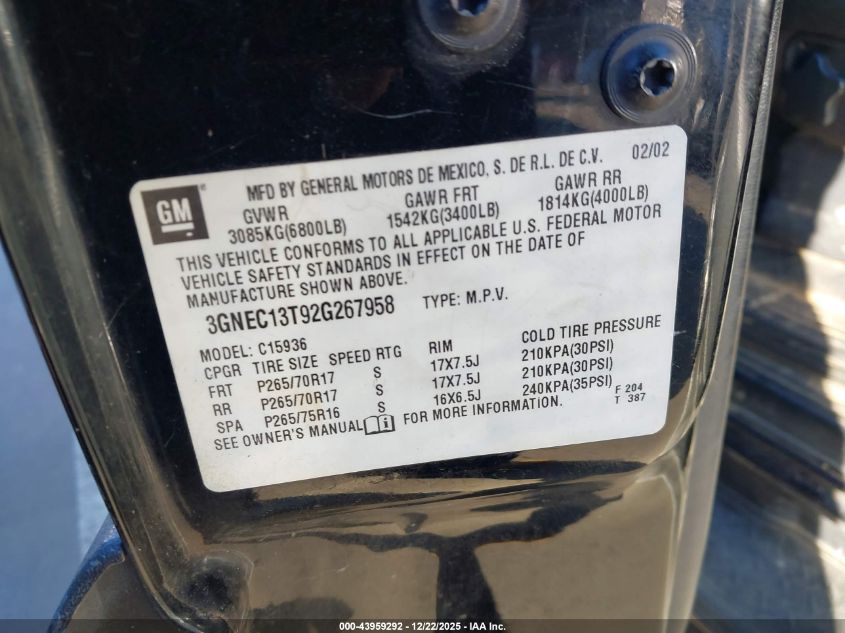 GM ®
MFD BY GENERAL MOTORS DE MEXICO, S. DE R.L. DE C.V. 02/02
GVWR GAWR FRT GAWR RR
3085KG(6800LB) 1542KG(3400LB) 1814KG(4000LB)
THIS VEHICLE CONFORMS TO ALL APPLICABLE U.S. FEDERAL MOTOR
VEHICLE SAFETY STANDARDS IN EFFECT ON THE DATE OF
MANUFACTURE SHOWN ABOVE.
3GNEC13T92G267958 TYPE: M.P.V.
MODEL: C15936
CPGR TIRE SIZE SPEED RTG RIM COLD TIRE PRESSURE
FRT P265/70R17 S 17X7.5J 210KPA(30PSI)
RR P265/70R17 S 17X7.5J 210KPA(30PSI)
SPA P265/75R16 S 16X6.5J 240KPA(35PSI)
SEE OWNER'S MANUAL FOR MORE INFORMATION.
F 204
T 387
000-43959292 - 12/22/2025 - IAA Inc.